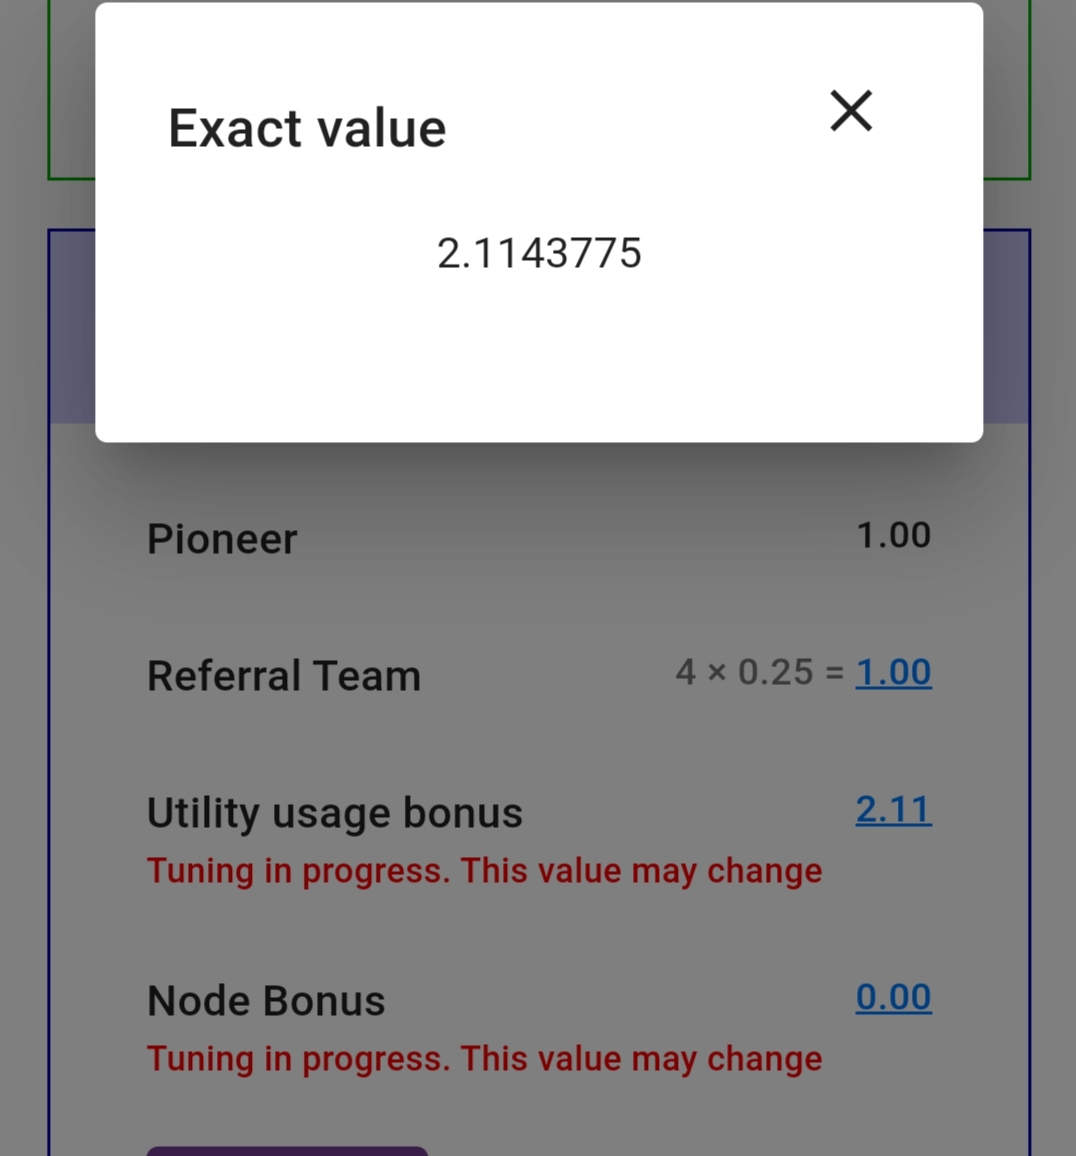 Exact value
2.1143775
Pioneer 1.00
Referral Team 4 × 0.25 = 1.00
Utility usage bonus 2.11
Tuning in progress. This value may change
Node Bonus 0.00
Tuning in progress. This value may change